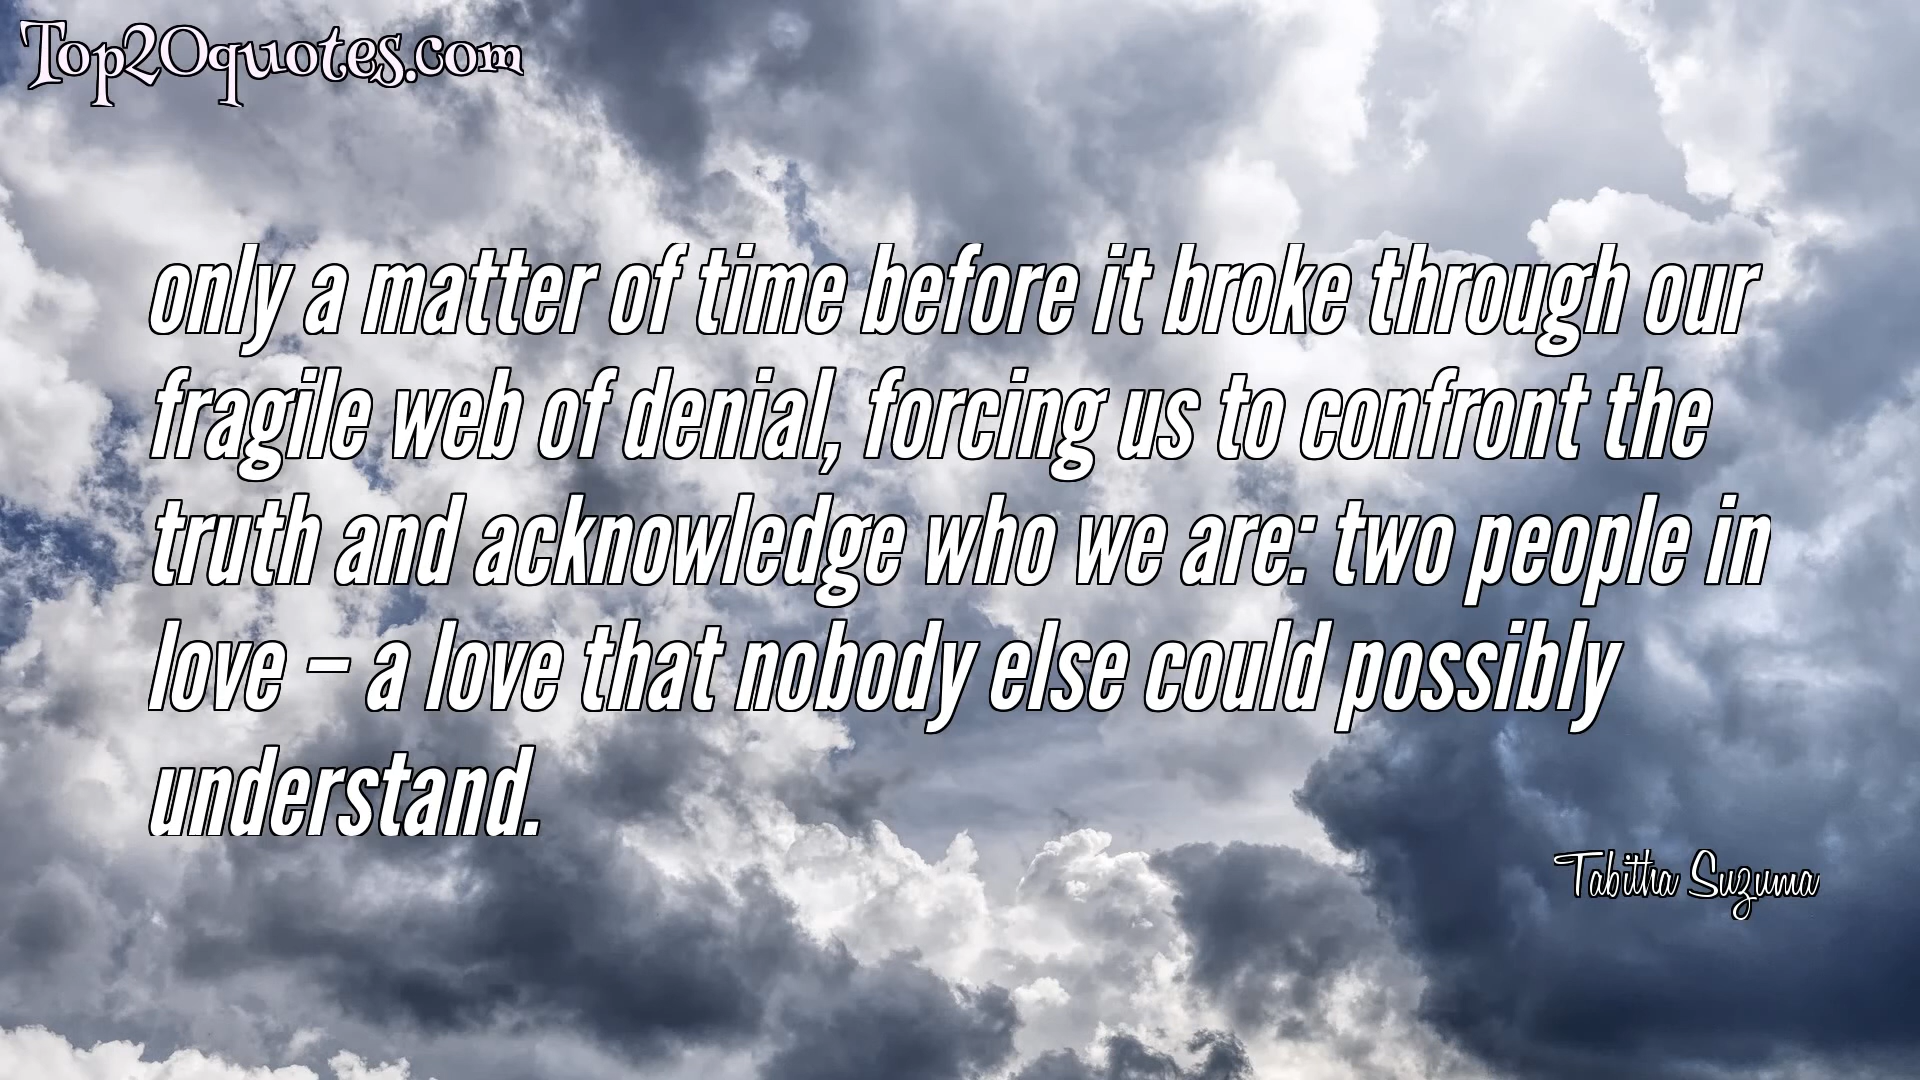 Top20quotes.com
only a matter of time before it broke through our
fragile web of denial, forcing us to confront the
truth and acknowledge who we are: two people in
love – a love that nobody else could possibly
understand.
Tabitha Suzuma